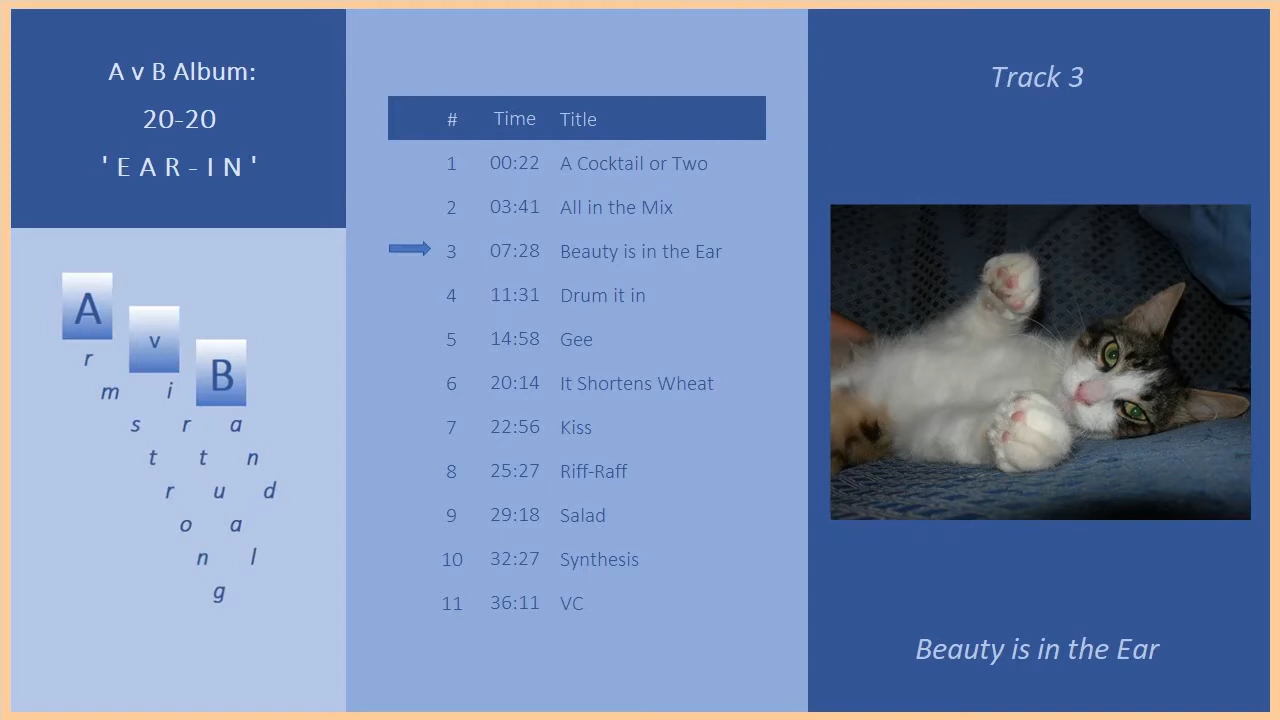 A v B Album:
20-20
'EAR-IN'
A
v
B
r
m i
s r a
t t n
r u d
o a
n l
g
# Time Title
1 00:22 A Cocktail or Two
2 03:41 All in the Mix
3 07:28 Beauty is in the Ear
4 11:31 Drum it in
5 14:58 Gee
6 20:14 It Shortens Wheat
7 22:56 Kiss
8 25:27 Riff-Raff
9 29:18 Salad
10 32:27 Synthesis
11 36:11 VC
Track 3
Beauty is in the Ear